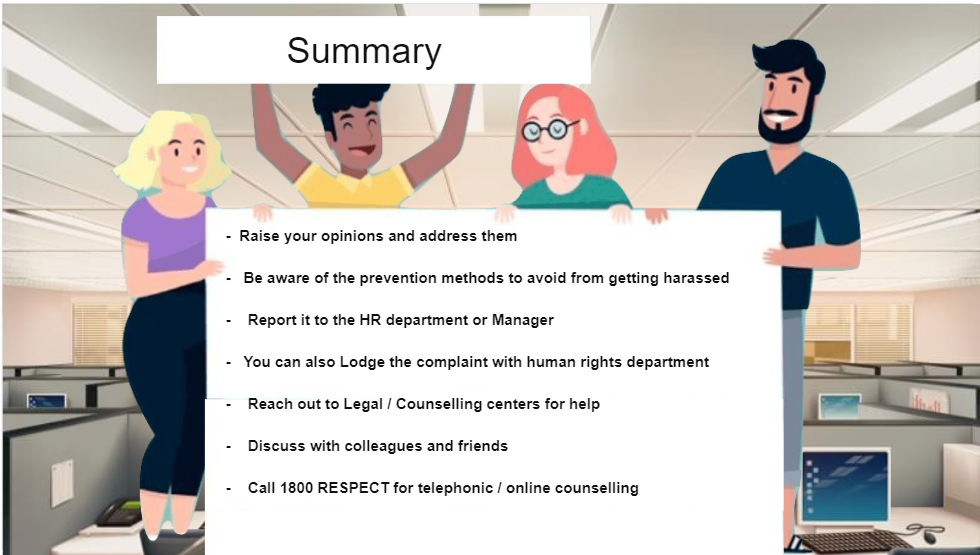 Summary
- Raise your opinions and address them
- Be aware of the prevention methods to avoid from getting harassed
- Report it to the HR department or Manager
- You can also Lodge the complaint with human rights department
- Reach out to Legal / Counselling centers for help
- Discuss with colleagues and friends
- Call 1800 RESPECT for telephonic / online counselling